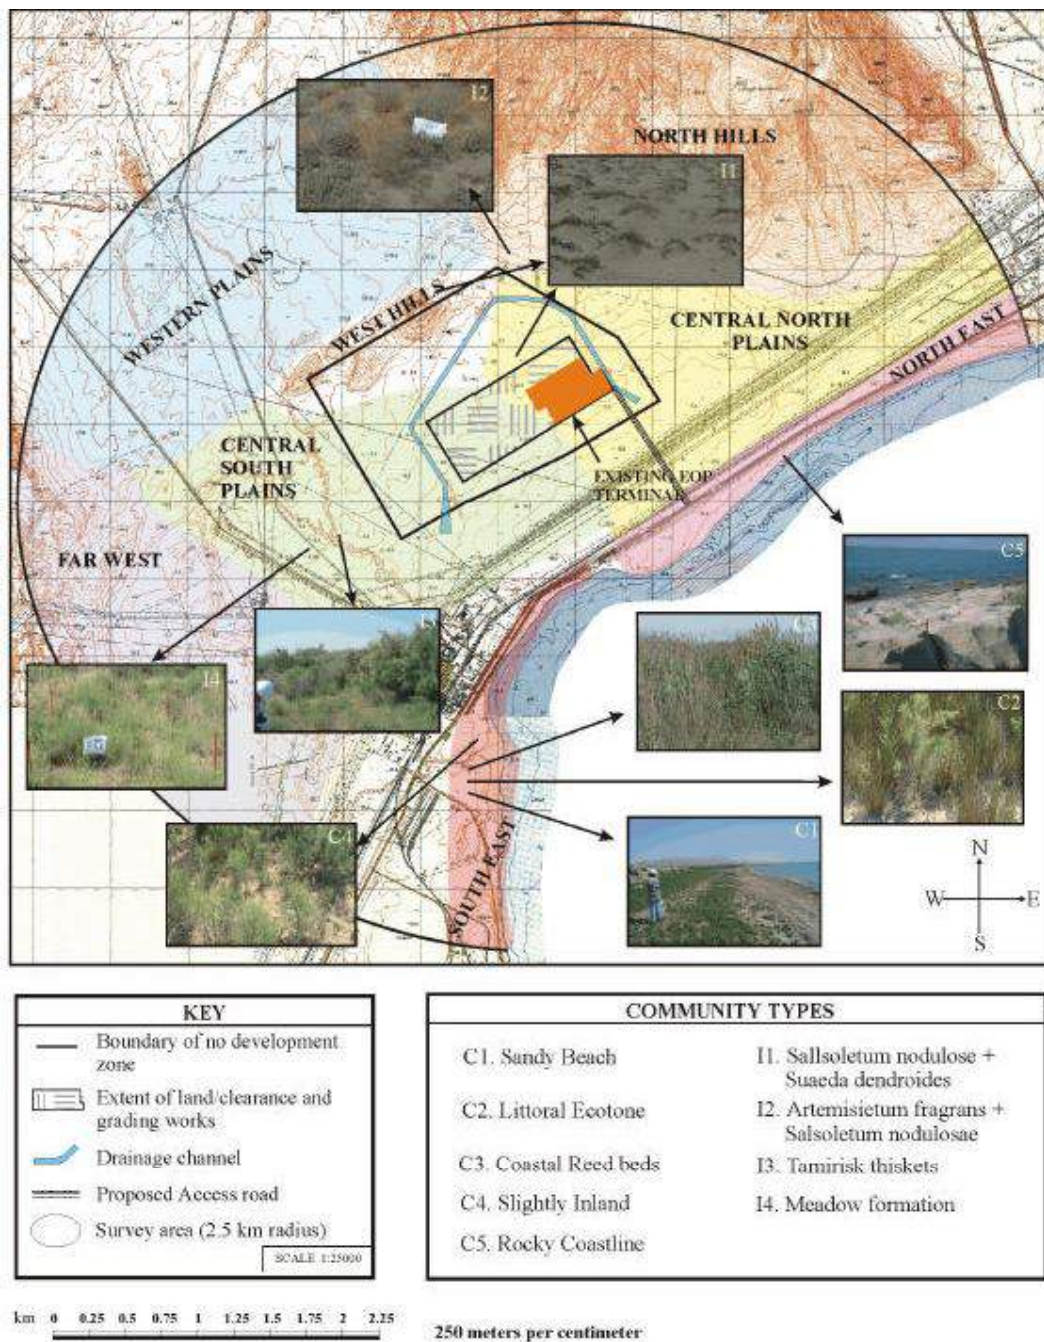 I2
NORTH HILLS
I1
WESTERN PLAINS
WEST HILLS
CENTRAL NORTH
PLAINS
NORTH EAST
CENTRAL
SOUTH
PLAINS
EXISTING EOP
TERMINAL
FAR WEST
C5
I4
C2
C4
C1
SOUTH EAST
N
W
E
S
KEY
Boundary of no development
zone
Extent of land/clearance and
grading works
Drainage channel
Proposed Access road
Survey area (2.5 km radius)
SCALE 1:25000
COMMUNITY TYPES
C1. Sandy Beach
C2. Littoral Ecotone
C3. Coastal Reed beds
C4. Slightly Inland
C5. Rocky Coastline
I1. Sallsoletum nodulose +
Suaeda dendroides
I2. Artemisietum fragrans +
Salsoletum nodulosae
I3. Tamirisk thiskets
I4. Meadow formation
km 0 0.25 0.5 0.75 1 1.25 1.5 1.75 2 2.25
250 meters per centimeter